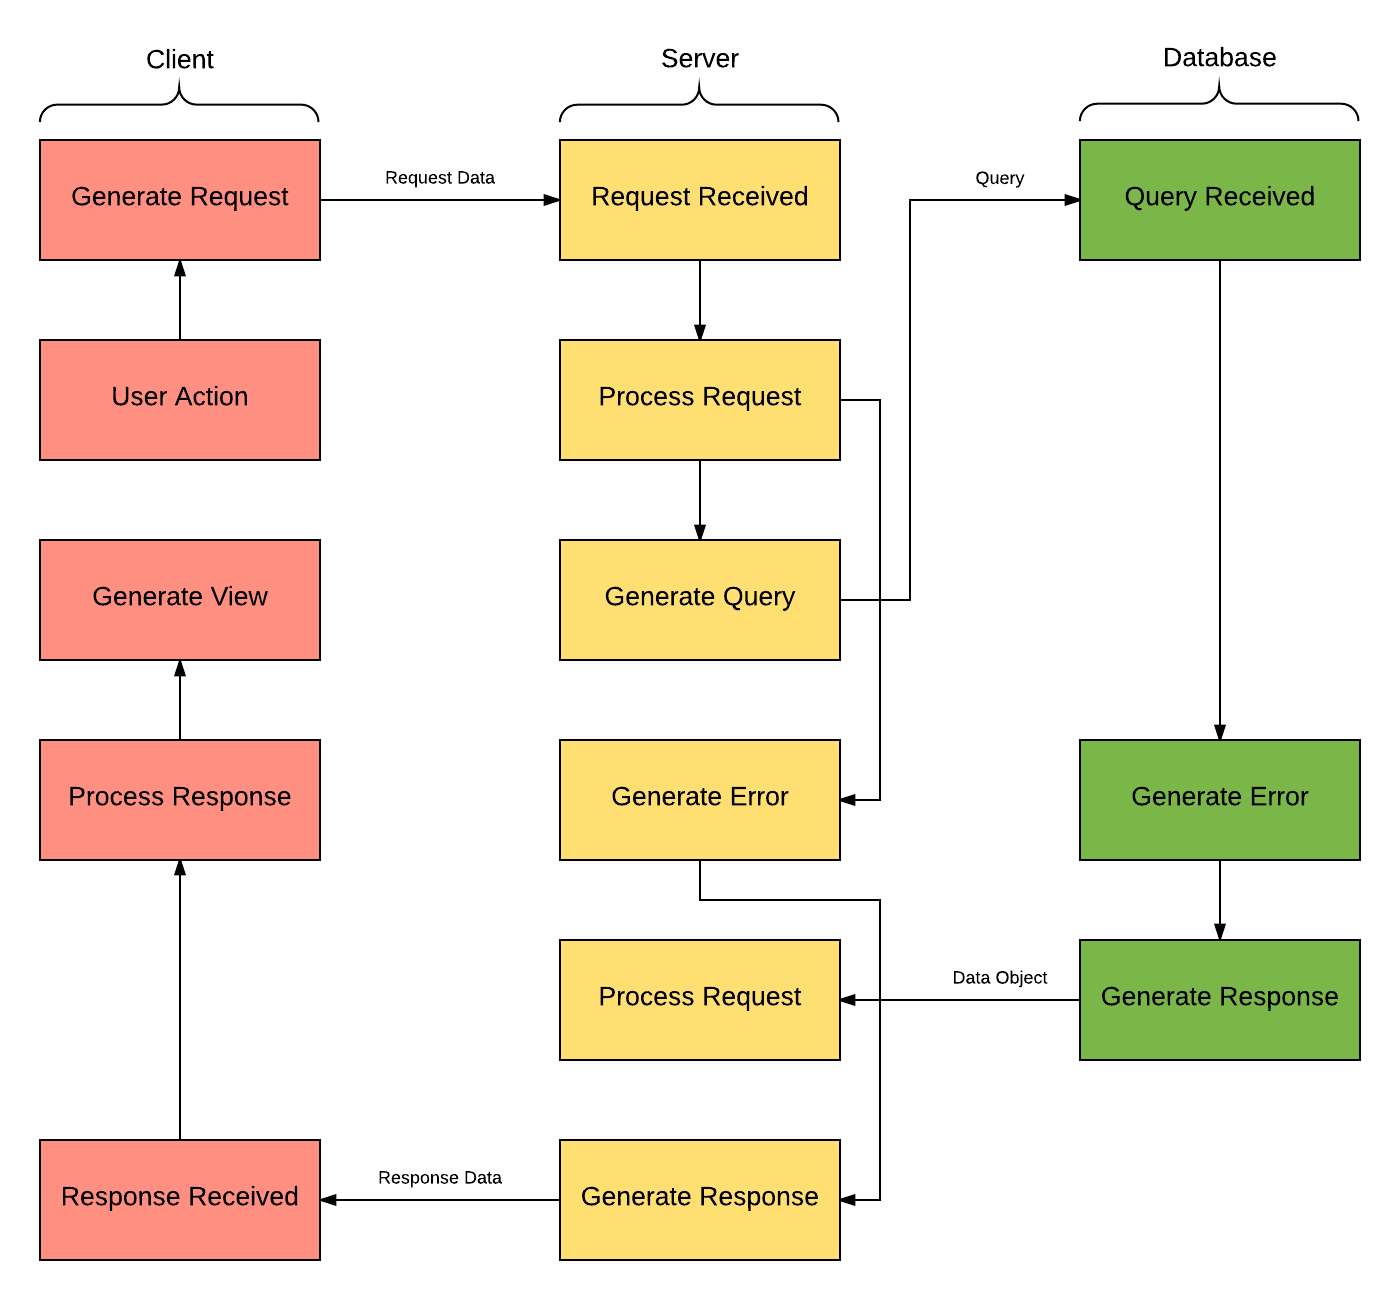 Client
Server
Database
Generate Request
Request Data
Request Received
Query
Query Received
User Action
Process Request
Generate View
Generate Query
Process Response
Generate Error
Generate Error
Process Request
Data Object
Generate Response
Response Received
Response Data
Generate Response